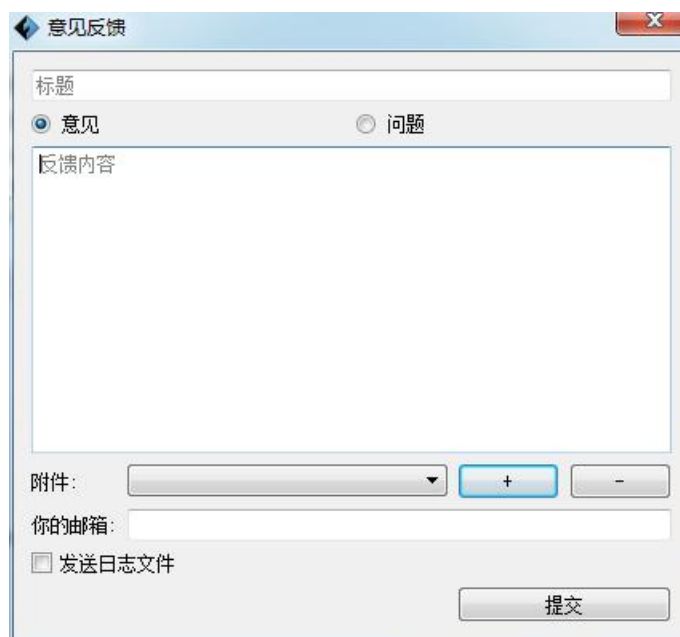 意见反馈
标题
意见 问题
反馈内容
附件: + -
你的邮箱:
发送日志文件
提交